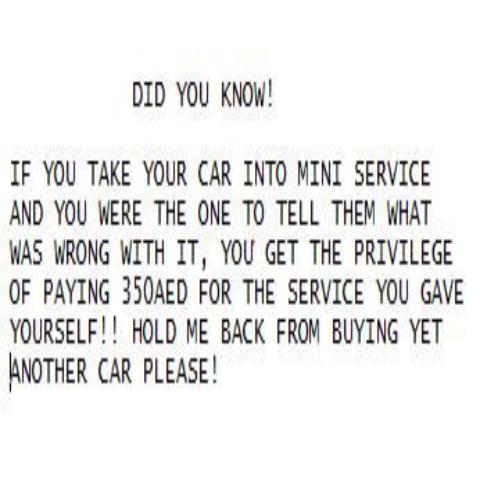 DID YOU KNOW!
IF YOU TAKE YOUR CAR INTO MINI SERVICE
AND YOU WERE THE ONE TO TELL THEM WHAT
WAS WRONG WITH IT, YOU GET THE PRIVILEGE
OF PAYING 350AED FOR THE SERVICE YOU GAVE
YOURSELF!! HOLD ME BACK FROM BUYING YET
ANOTHER CAR PLEASE!